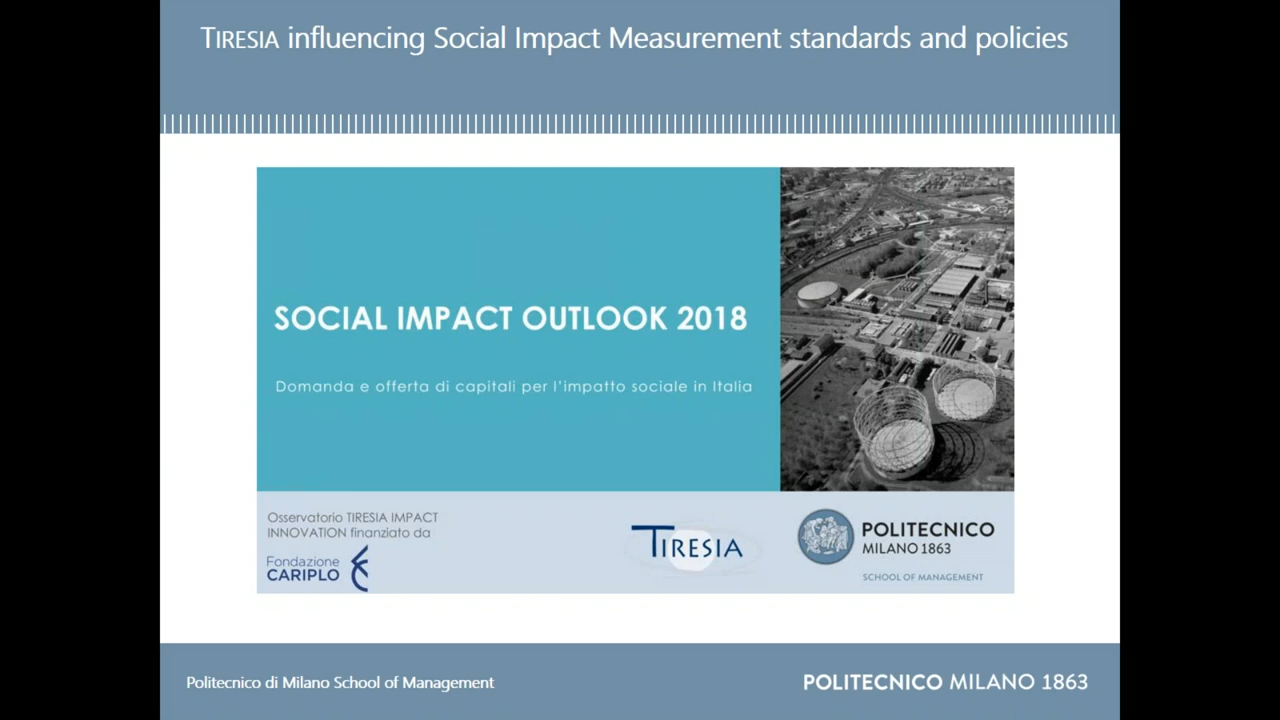 TIRESIA influencing Social Impact Measurement standards and policies
SOCIAL IMPACT OUTLOOK 2018
Domanda e offerta di capitali per l'impatto sociale in Italia
Osservatorio TIRESIA IMPACT
INNOVATION finanziato da
Fondazione
CARIPLO
TIRESIA
POLITECNICO
MILANO 1863
SCHOOL OF MANAGEMENT
Politecnico di Milano School of Management
POLITECNICO MILANO 1863